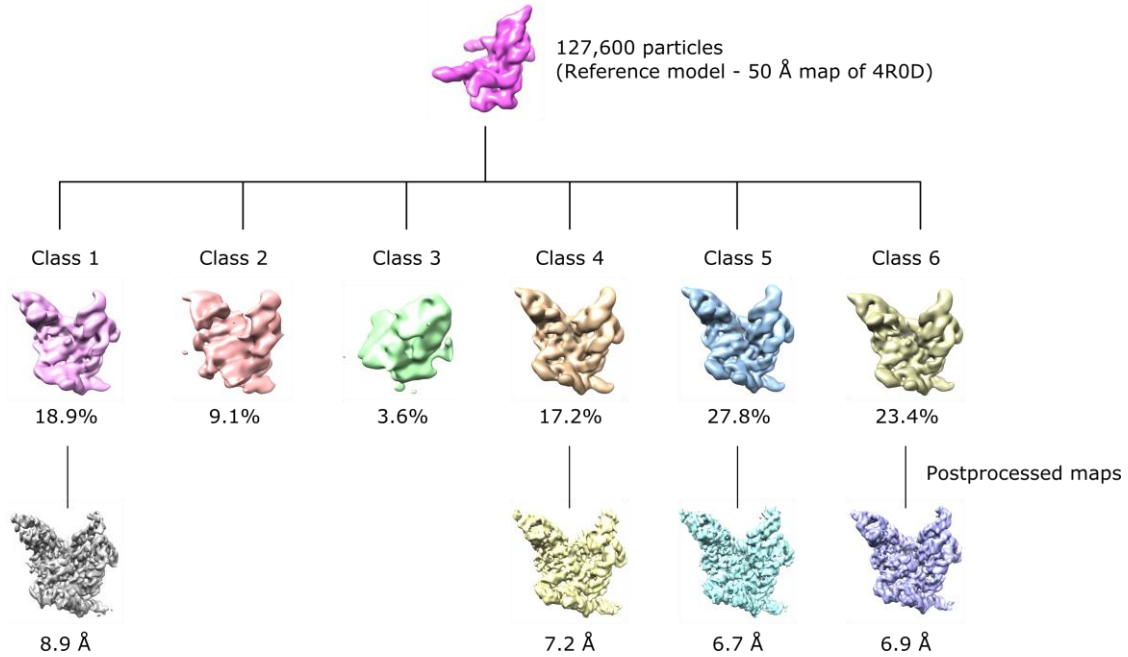 127,600 particles
(Reference model - 50 Å map of 4R0D)
Class 1
Class 2
Class 3
Class 4
Class 5
Class 6
18.9%
9.1%
3.6%
17.2%
27.8%
23.4%
Postprocessed maps
8.9 Å
7.2 Å
6.7 Å
6.9 Å